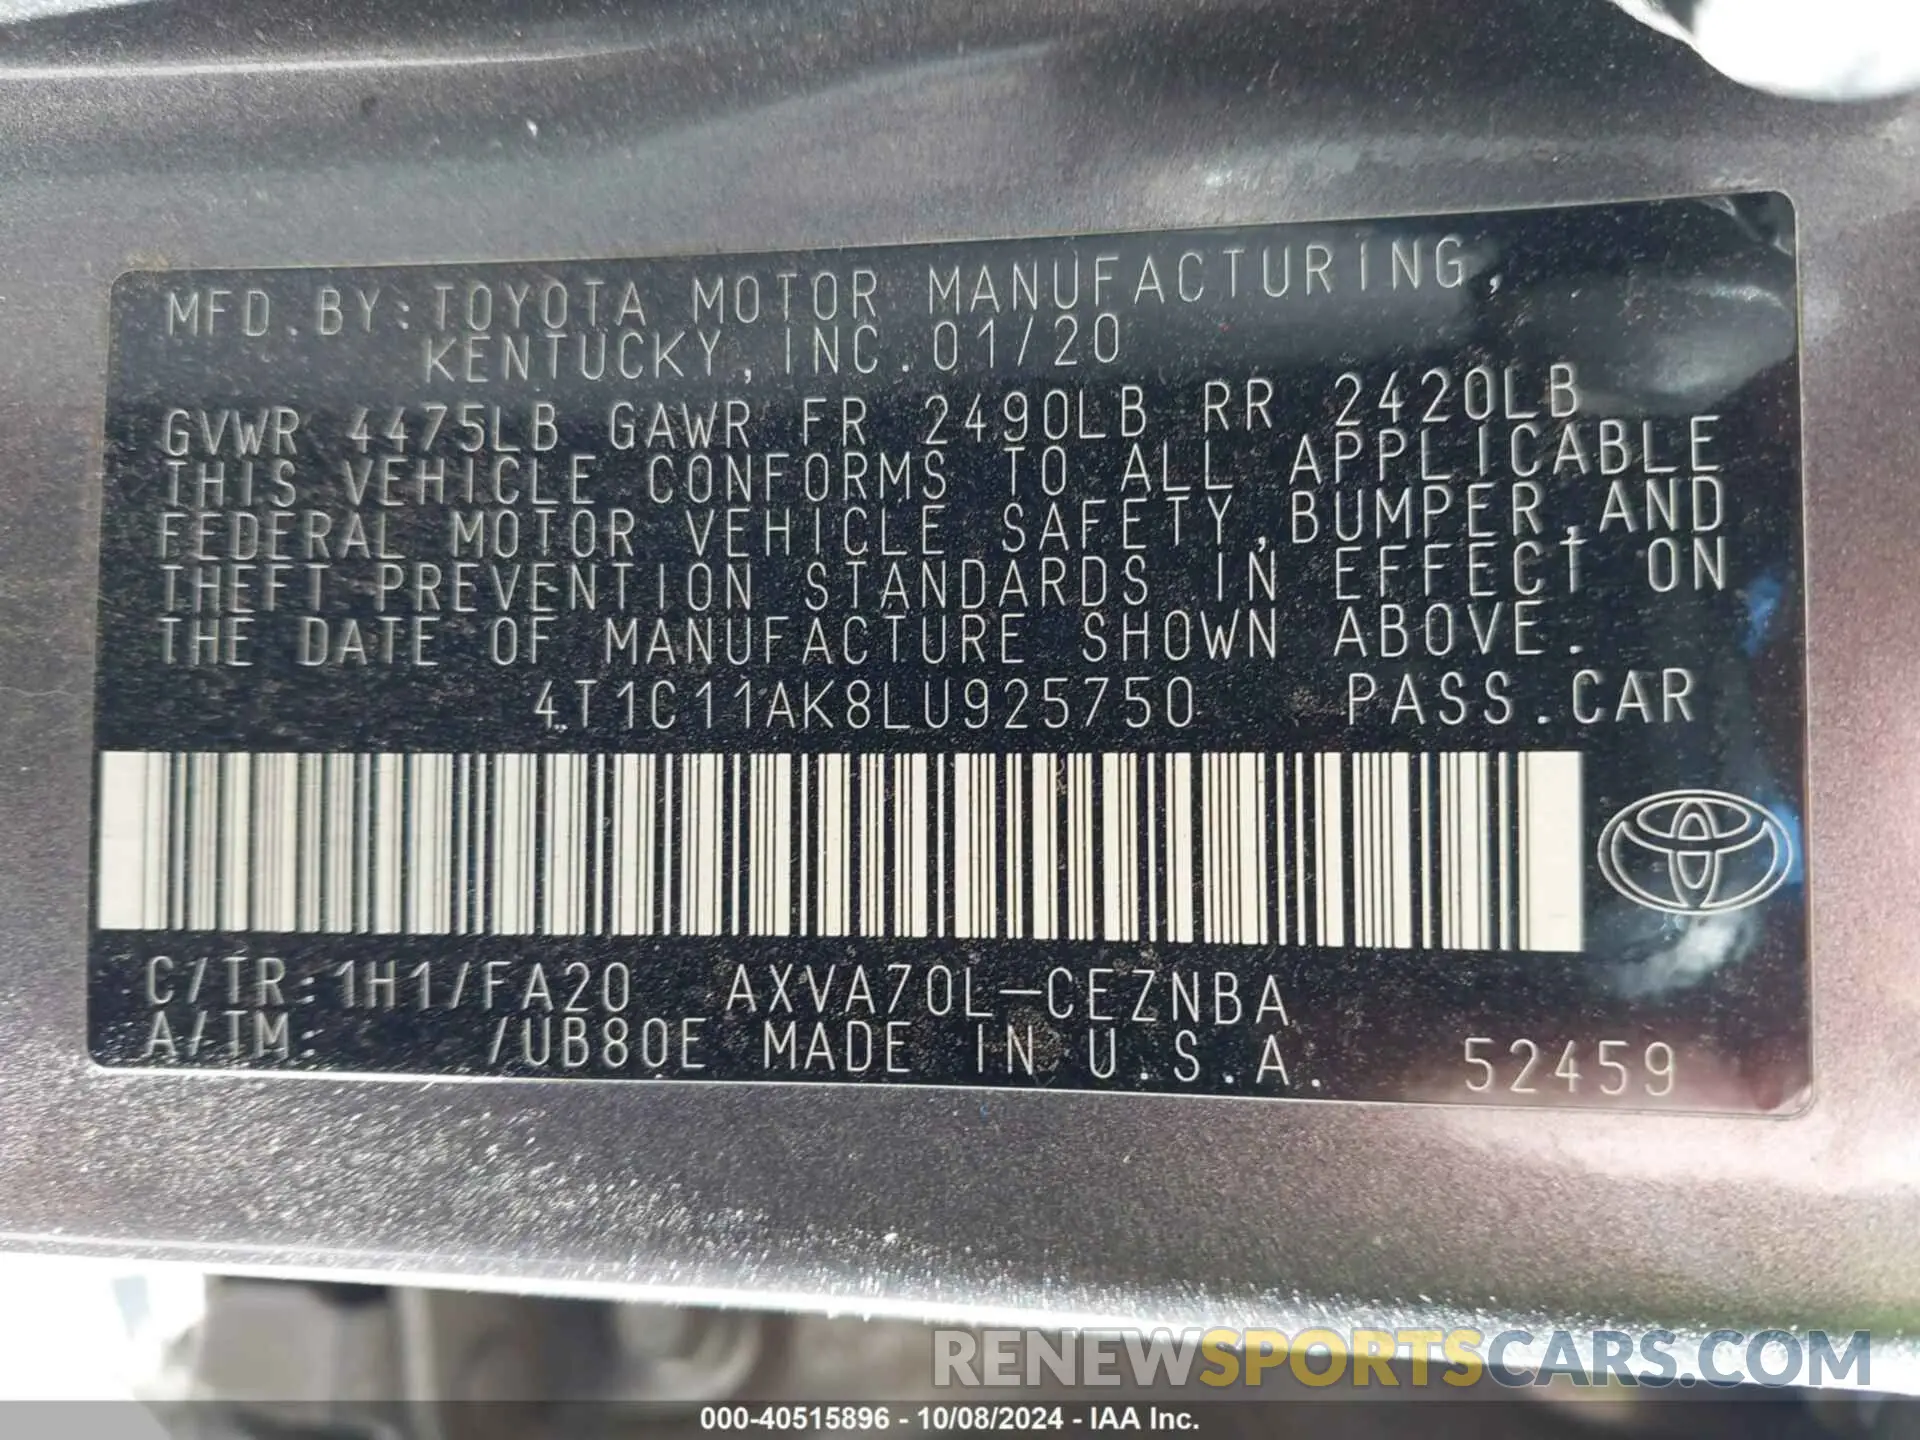 MFD.BY:TOYOTA MOTOR MANUFACTURING,
KENTUCKY,INC.01/20
GVWR 4475LB GAWR FR 2490LB RR 2420LB
THIS VEHICLE CONFORMS TO ALL APPLICABLE
FEDERAL MOTOR VEHICLE SAFETY,BUMPER,AND
THEFT PREVENTION STANDARDS IN EFFECT ON
THE DATE OF MANUFACTURE SHOWN ABOVE.
4T1C11AK8LU925750 PASS.CAR
C/TR:1H1/FA20 AXVA70L-CEZNBA
A/TM: /UB80E MADE IN U.S.A. 52459
RENEWSPORTSCARS.COM
000-40515896 - 10/08/2024 - IAA Inc.